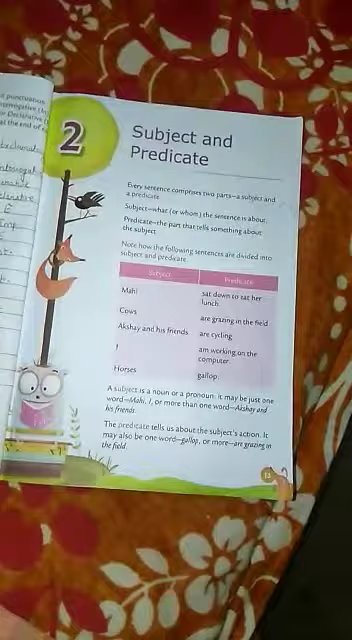 d punctuation.
2
Subject and
Predicate
Every sentence comprises two parts—a subject and
a predicate.
Subject—what (or whom) the sentence is about.
Predicate—the part that tells something about
the subject.
Note how the following sentences are divided into
subject and predicate.
Subject Predicate
Mahi sat down to eat her
lunch.
Cows are grazing in the field
Akshay and his friends are cycling
I am working on the
computer.
Horses gallop.
A subject is a noun or a pronoun. It may be just one
word—Mahi, I, or more than one word—Akshay and
his friends.
The predicate tells us about the subject's action. It
may also be one word—gallop, or more—are grazing in
the field.